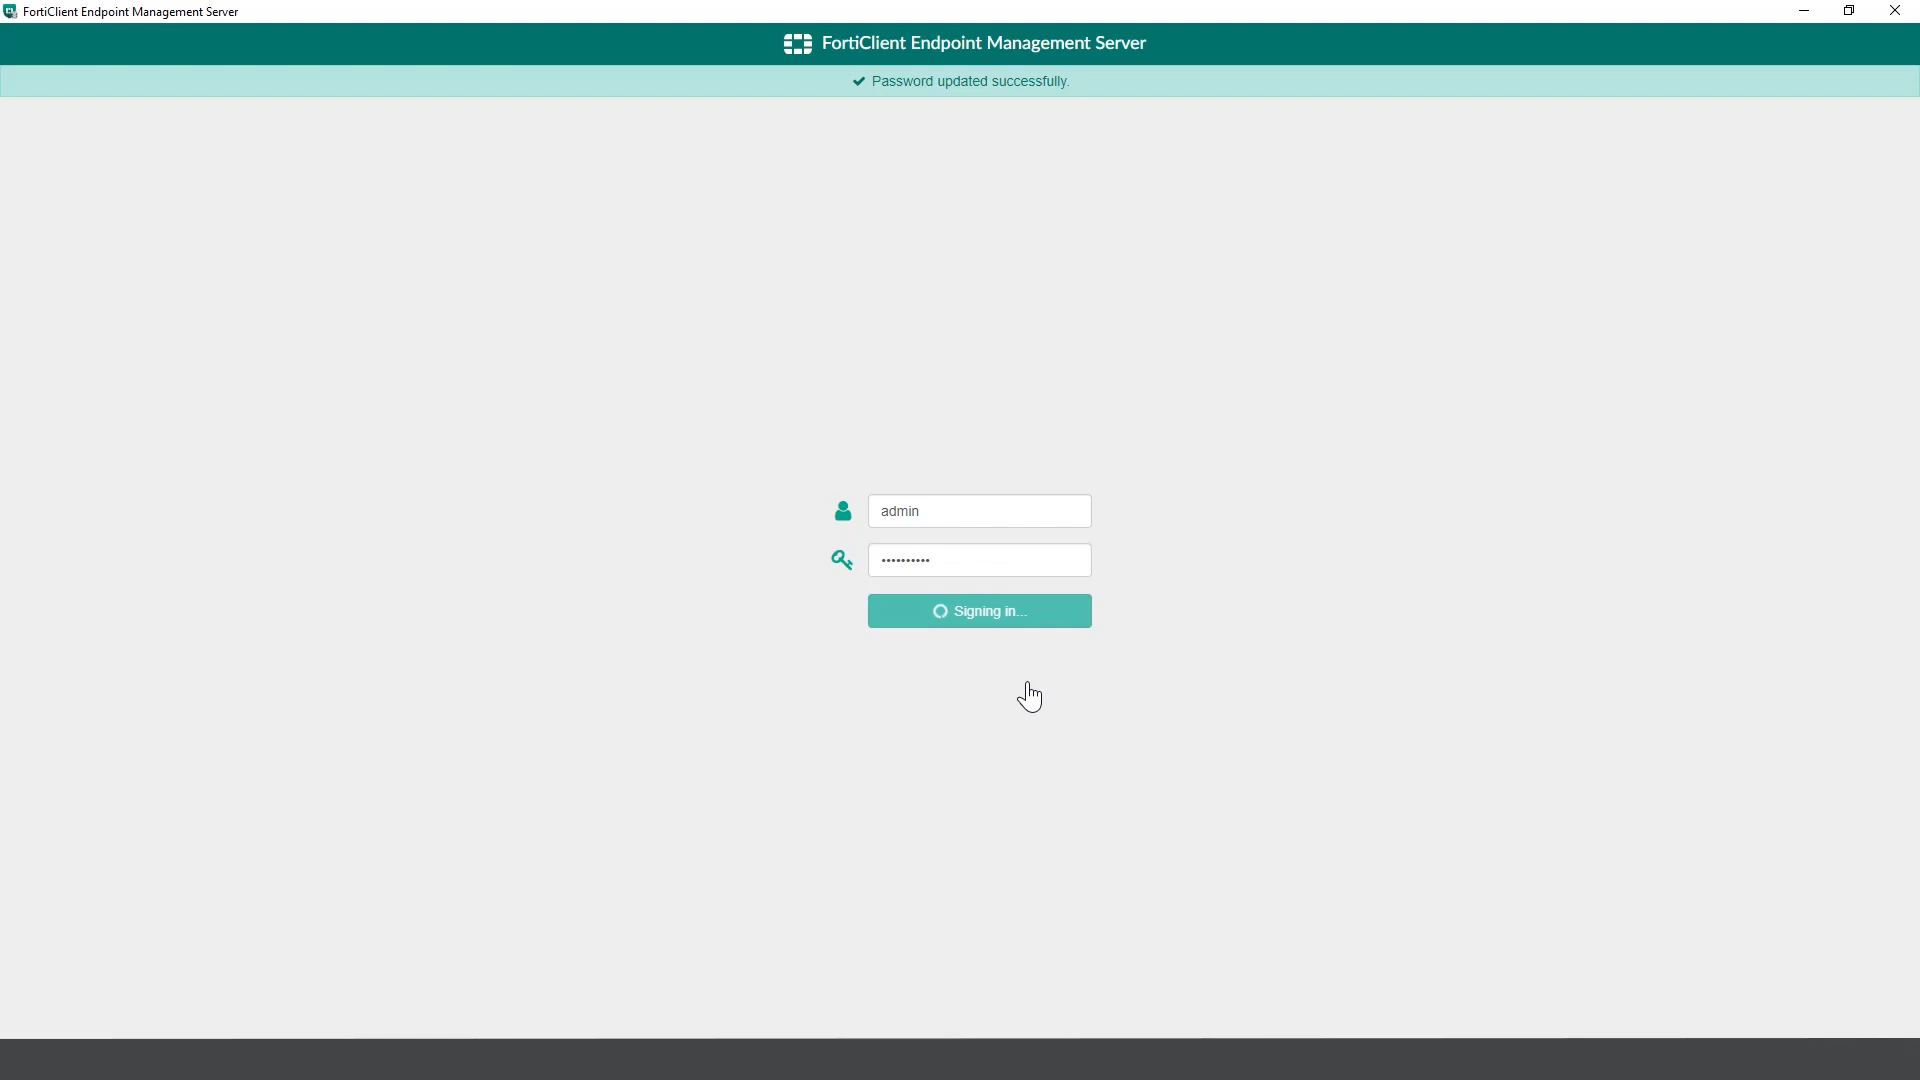 FortiClient Endpoint Management Server
FortiClient Endpoint Management Server
Password updated successfully.
admin
••••••••••
Signing in...